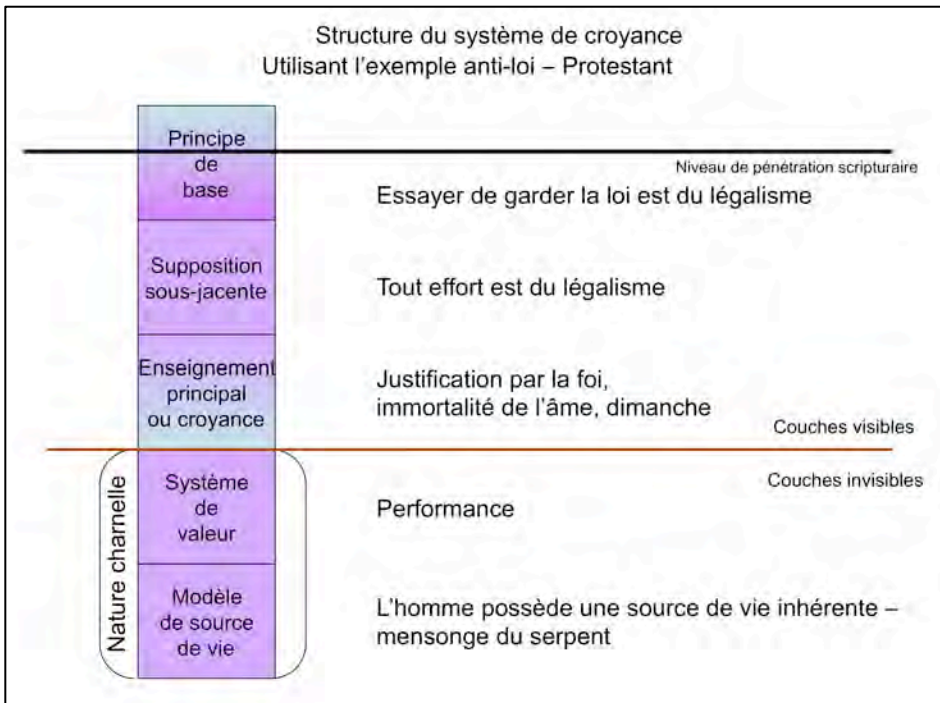 Structure du système de croyance
Utilisant l'exemple anti-loi – Protestant
Principe
de
base
Niveau de pénétration scripturaire
Essayer de garder la loi est du légalisme
Supposition
sous-jacente
Tout effort est du légalisme
Enseignement
principal
ou croyance
Justification par la foi,
immortalité de l'âme, dimanche
Couches visibles
Couches invisibles
Nature charnelle
Système
de
valeur
Performance
Modèle
de source
de vie
L'homme possède une source de vie inhérente –
mensonge du serpent